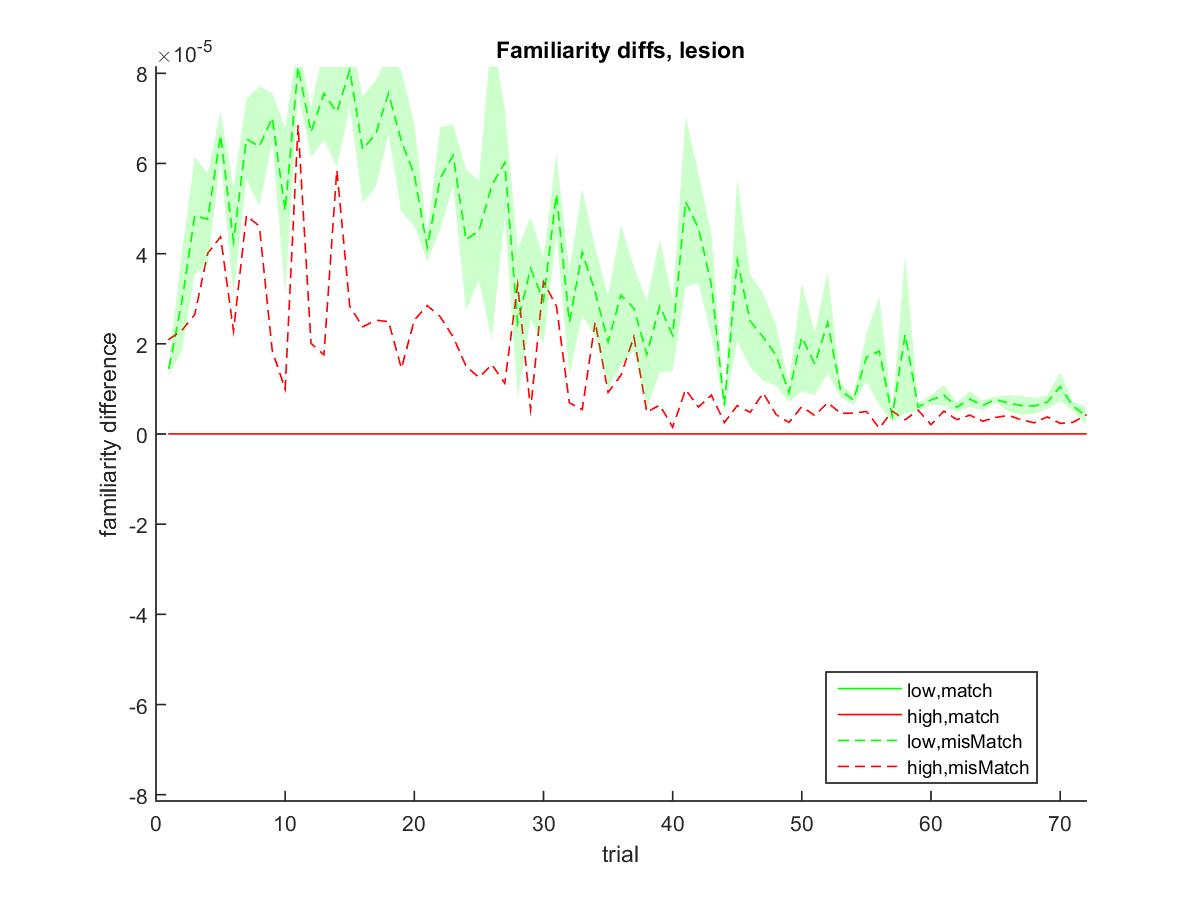 ×10-5
Familiarity diffs, lesion
8
6
4
2
0
-2
-4
-6
-8
familiarity difference
low,match
high,match
low,misMatch
high,misMatch
0 10 20 30 40 50 60 70
trial